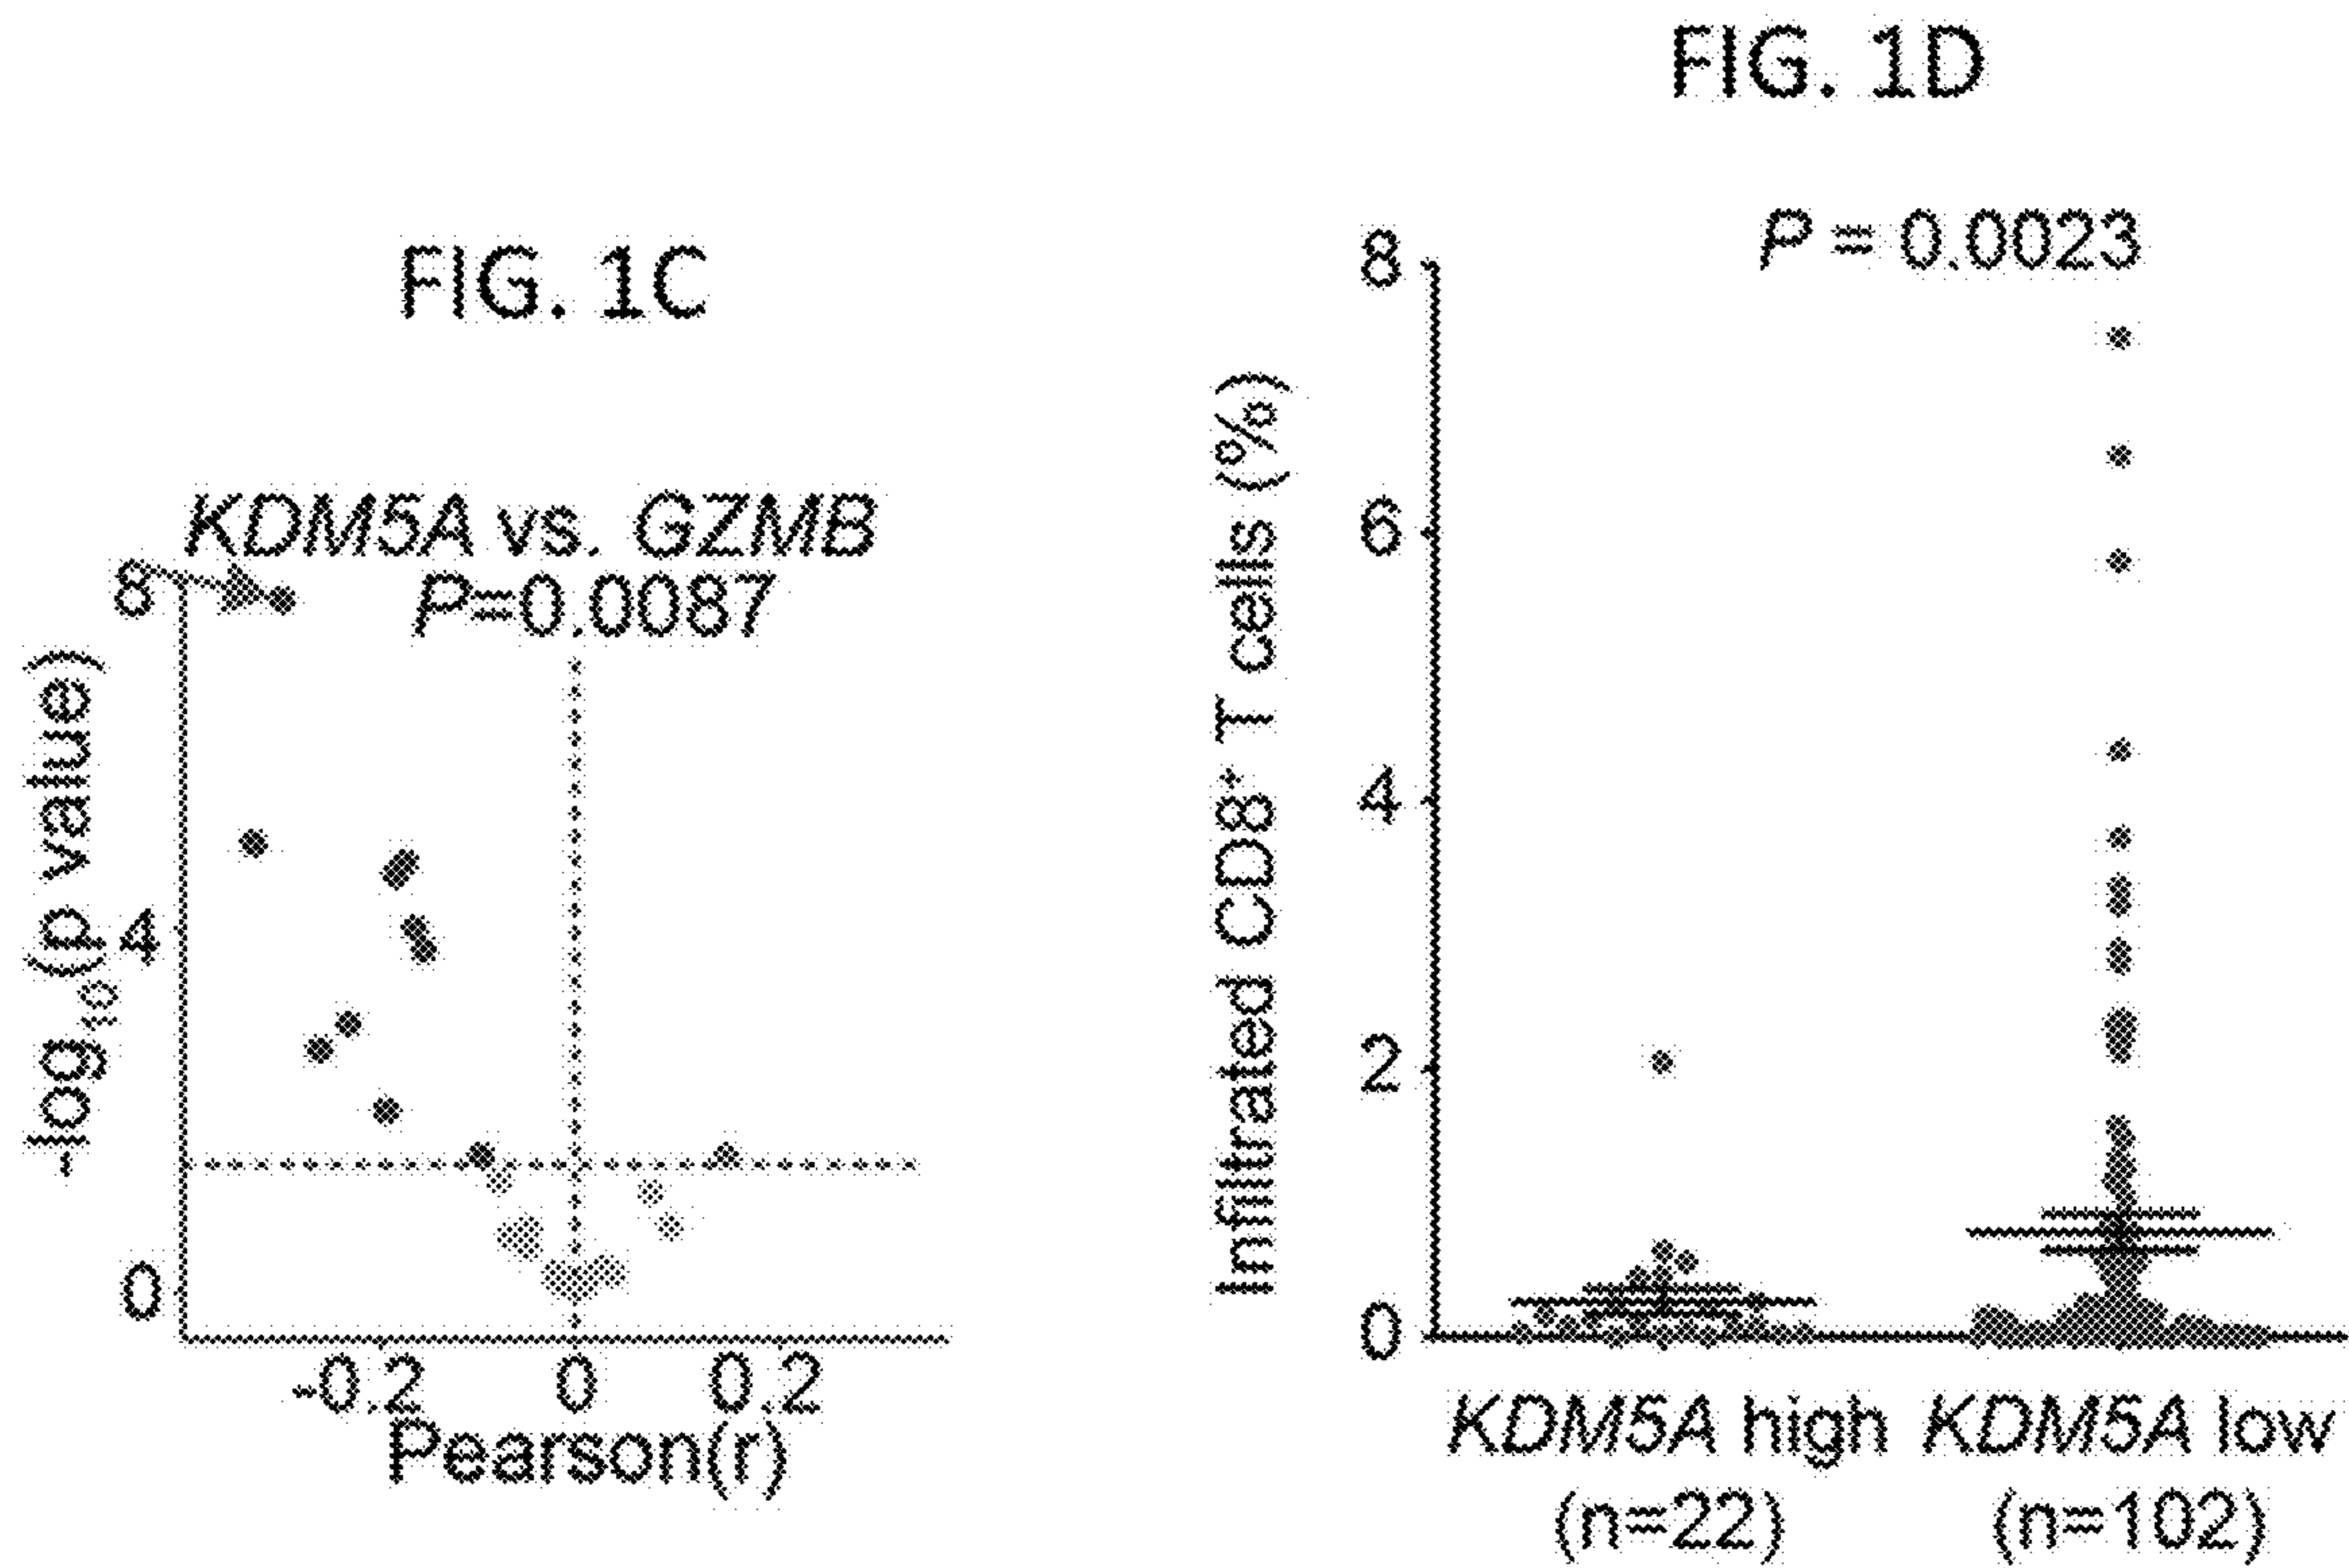 FIG. 1C
KDM5A vs. GZMB
P=0.0087
8
4
0
-log10(p value)
-0.2 0 0.2
Pearson(r)
FIG. 1D
P = 0.0023
8
6
4
2
0
Infiltrated CD8+ T cells (%)
KDM5A high KDM5A low
(n=22) (n=102)